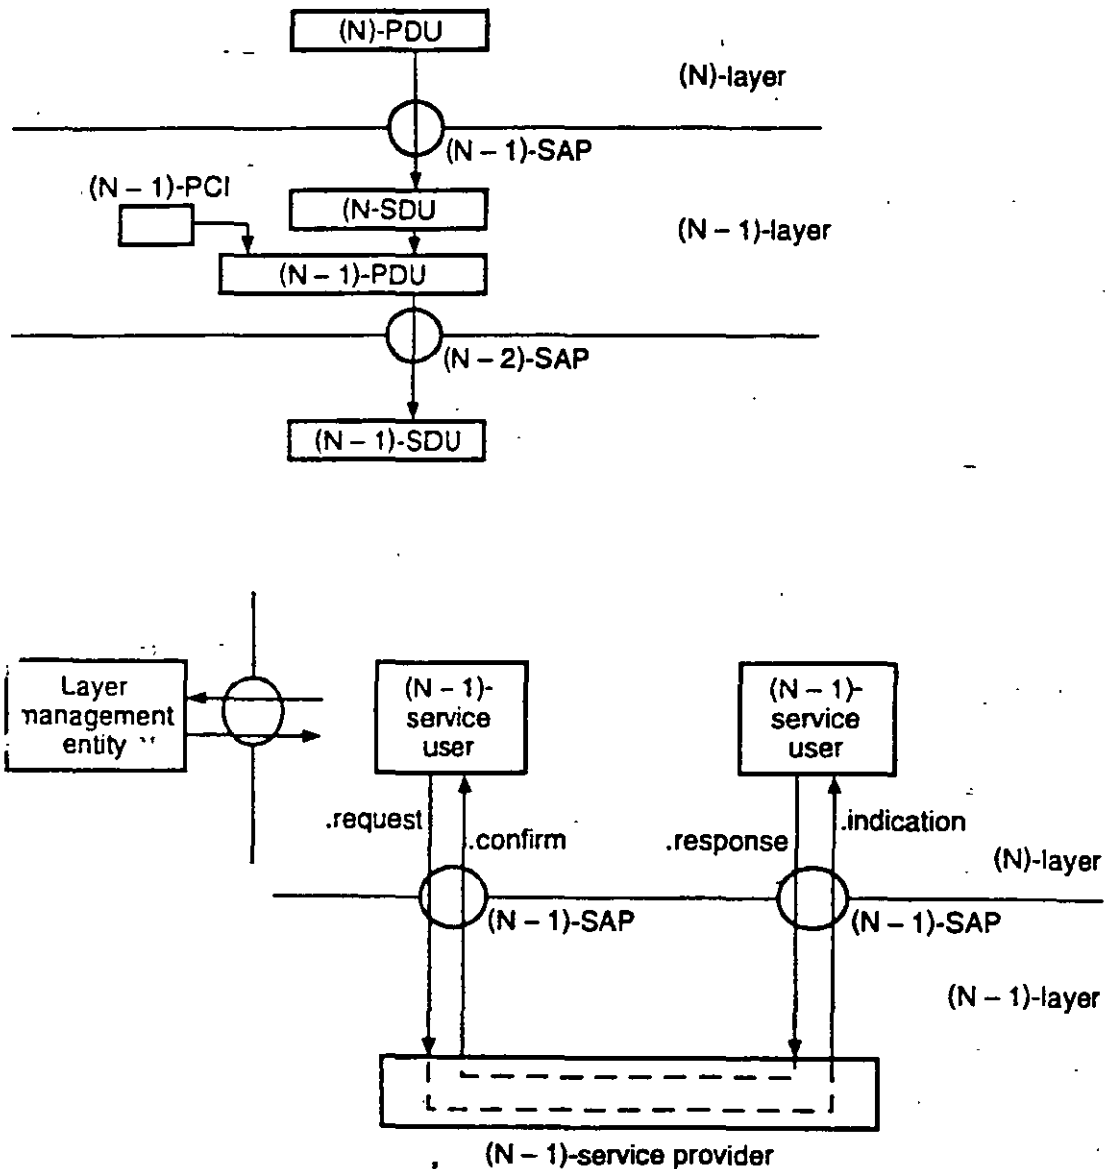 (N)-PDU
(N)-layer
(N – 1)-SAP
(N – 1)-PCI
(N-SDU
(N – 1)-layer
(N – 1)-PDU
(N – 2)-SAP
(N – 1)-SDU
Layer
management
entity
(N – 1)-
service
user
(N – 1)-
service
user
.request
.confirm
.response
.indication
(N)-layer
(N – 1)-SAP
(N – 1)-SAP
(N – 1)-layer
(N – 1)-service provider